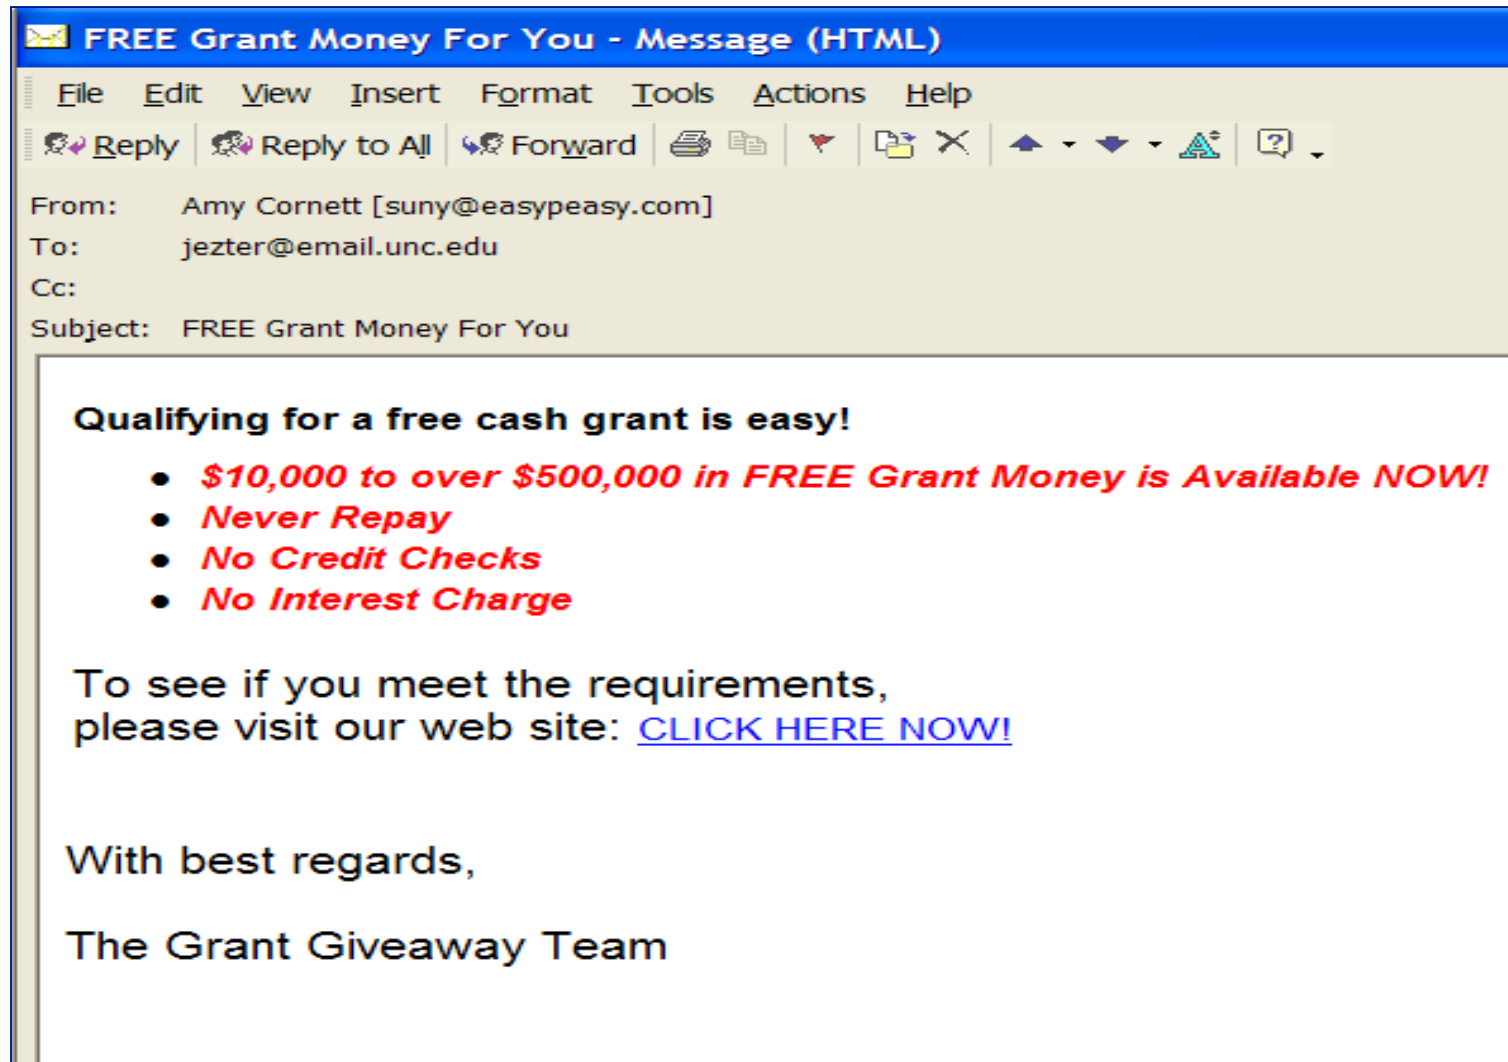 FREE Grant Money For You - Message (HTML)
File Edit View Insert Format Tools Actions Help
Reply Reply to All Forward
From: Amy Cornett [suny@easypeasy.com]
To: jezter@email.unc.edu
Cc:
Subject: FREE Grant Money For You
Qualifying for a free cash grant is easy!
• $10,000 to over $500,000 in FREE Grant Money is Available NOW!
• Never Repay
• No Credit Checks
• No Interest Charge
To see if you meet the requirements,
please visit our web site: CLICK HERE NOW!
With best regards,
The Grant Giveaway Team